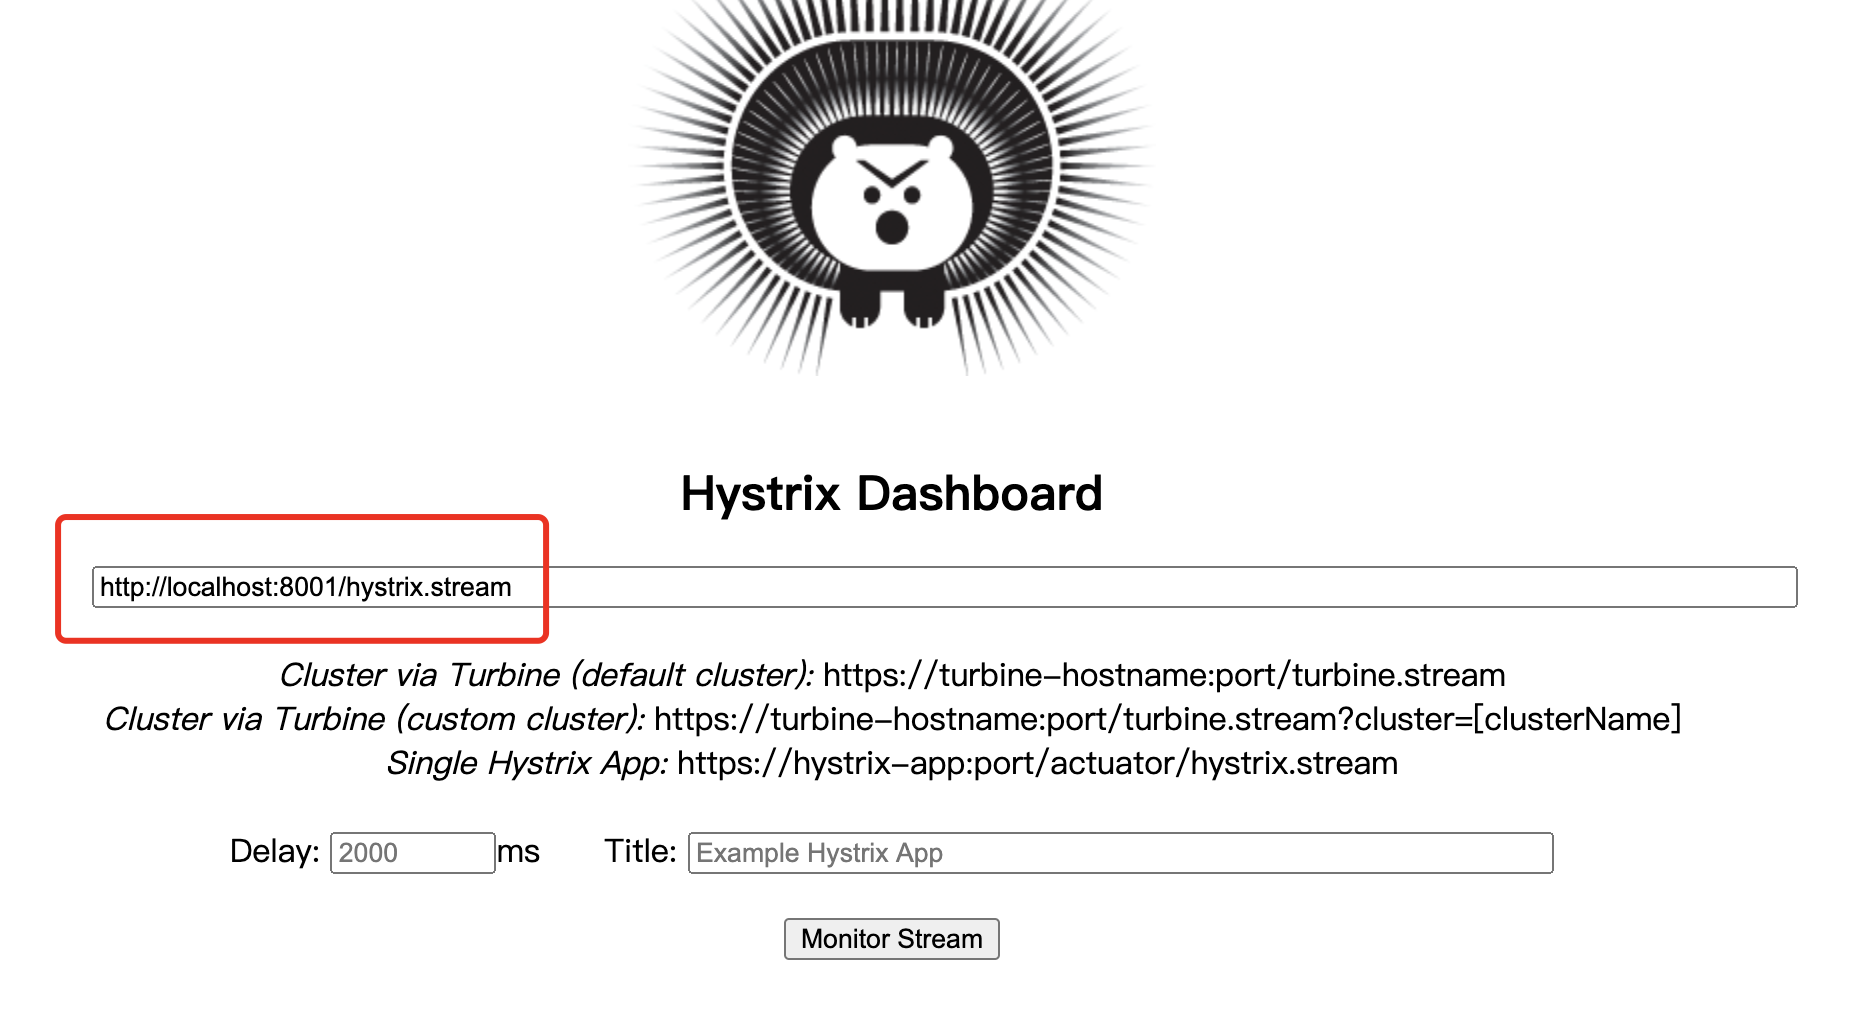 Hystrix Dashboard
http://localhost:8001/hystrix.stream
Cluster via Turbine (default cluster): https://turbine-hostname:port/turbine.stream
Cluster via Turbine (custom cluster): https://turbine-hostname:port/turbine.stream?cluster=[clusterName]
Single Hystrix App: https://hystrix-app:port/actuator/hystrix.stream
Delay: 2000 ms Title: Example Hystrix App
Monitor Stream